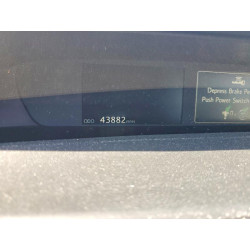 ODO 43882 miles
Depress Brake Pe
Push Power Switch